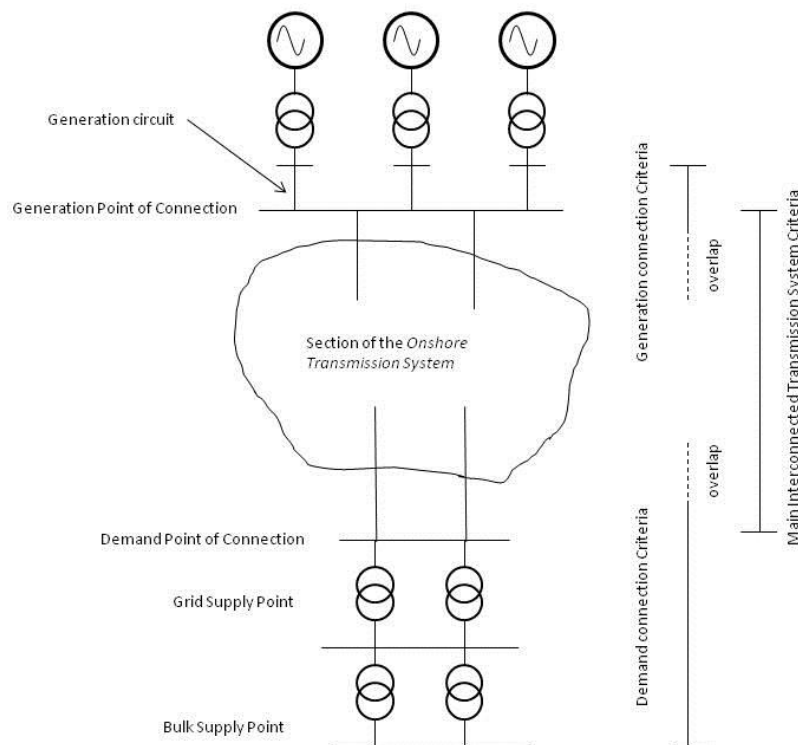 Generation circuit
Generation Point of Connection
Section of the Onshore
Transmission System
Demand Point of Connection
Grid Supply Point
Bulk Supply Point
Generation connection Criteria
overlap
overlap
Demand connection Criteria
Main Interconnected Transmission System Criteria